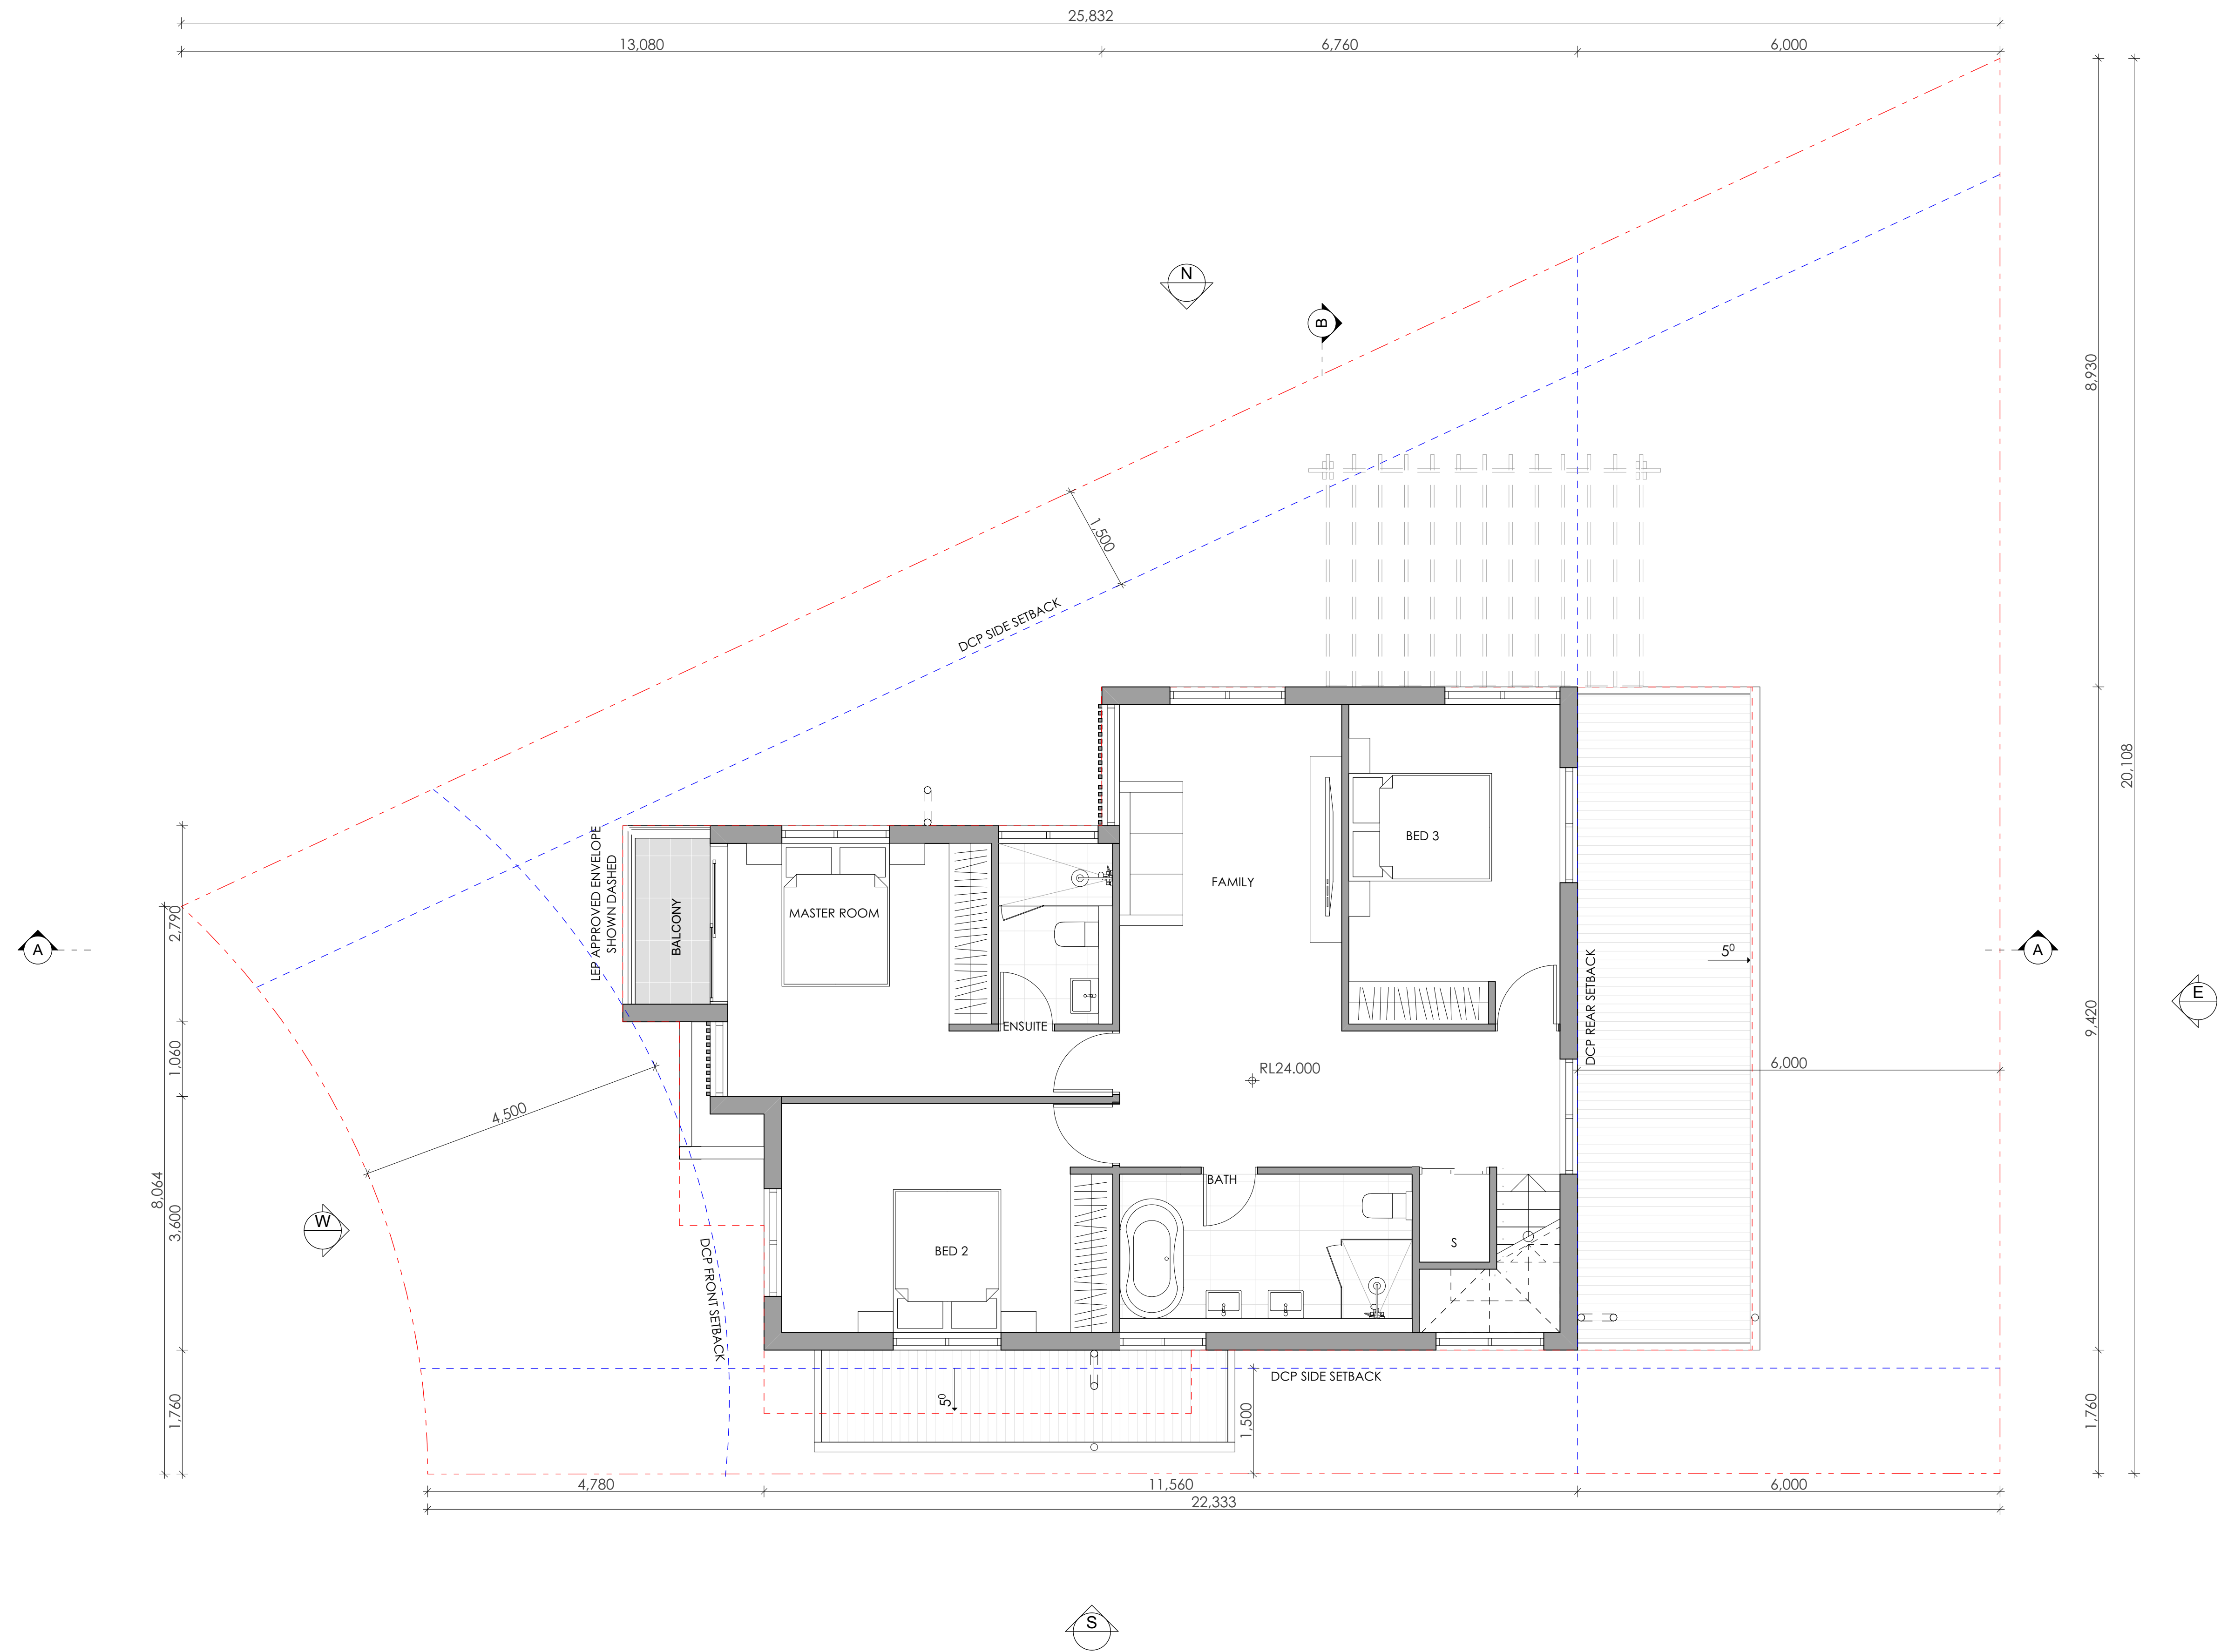 25,832
13,080
6,760
6,000
N
B
8,930
1,500
DCP SIDE SETBACK
20,108
LEP APPROVED ENVELOPE
SHOWN DASHED
BED 3
FAMILY
MASTER ROOM
BALCONY
2,790
A
A
5⁰
E
DCP REAR SETBACK
ENSUITE
9,420
1,060
RL24.000
6,000
4,500
8,064
3,600
W
BATH
BED 2
S
DCP FRONT SETBACK
DCP SIDE SETBACK
5⁰
1,500
1,760
1,760
4,780
11,560
6,000
22,333
S